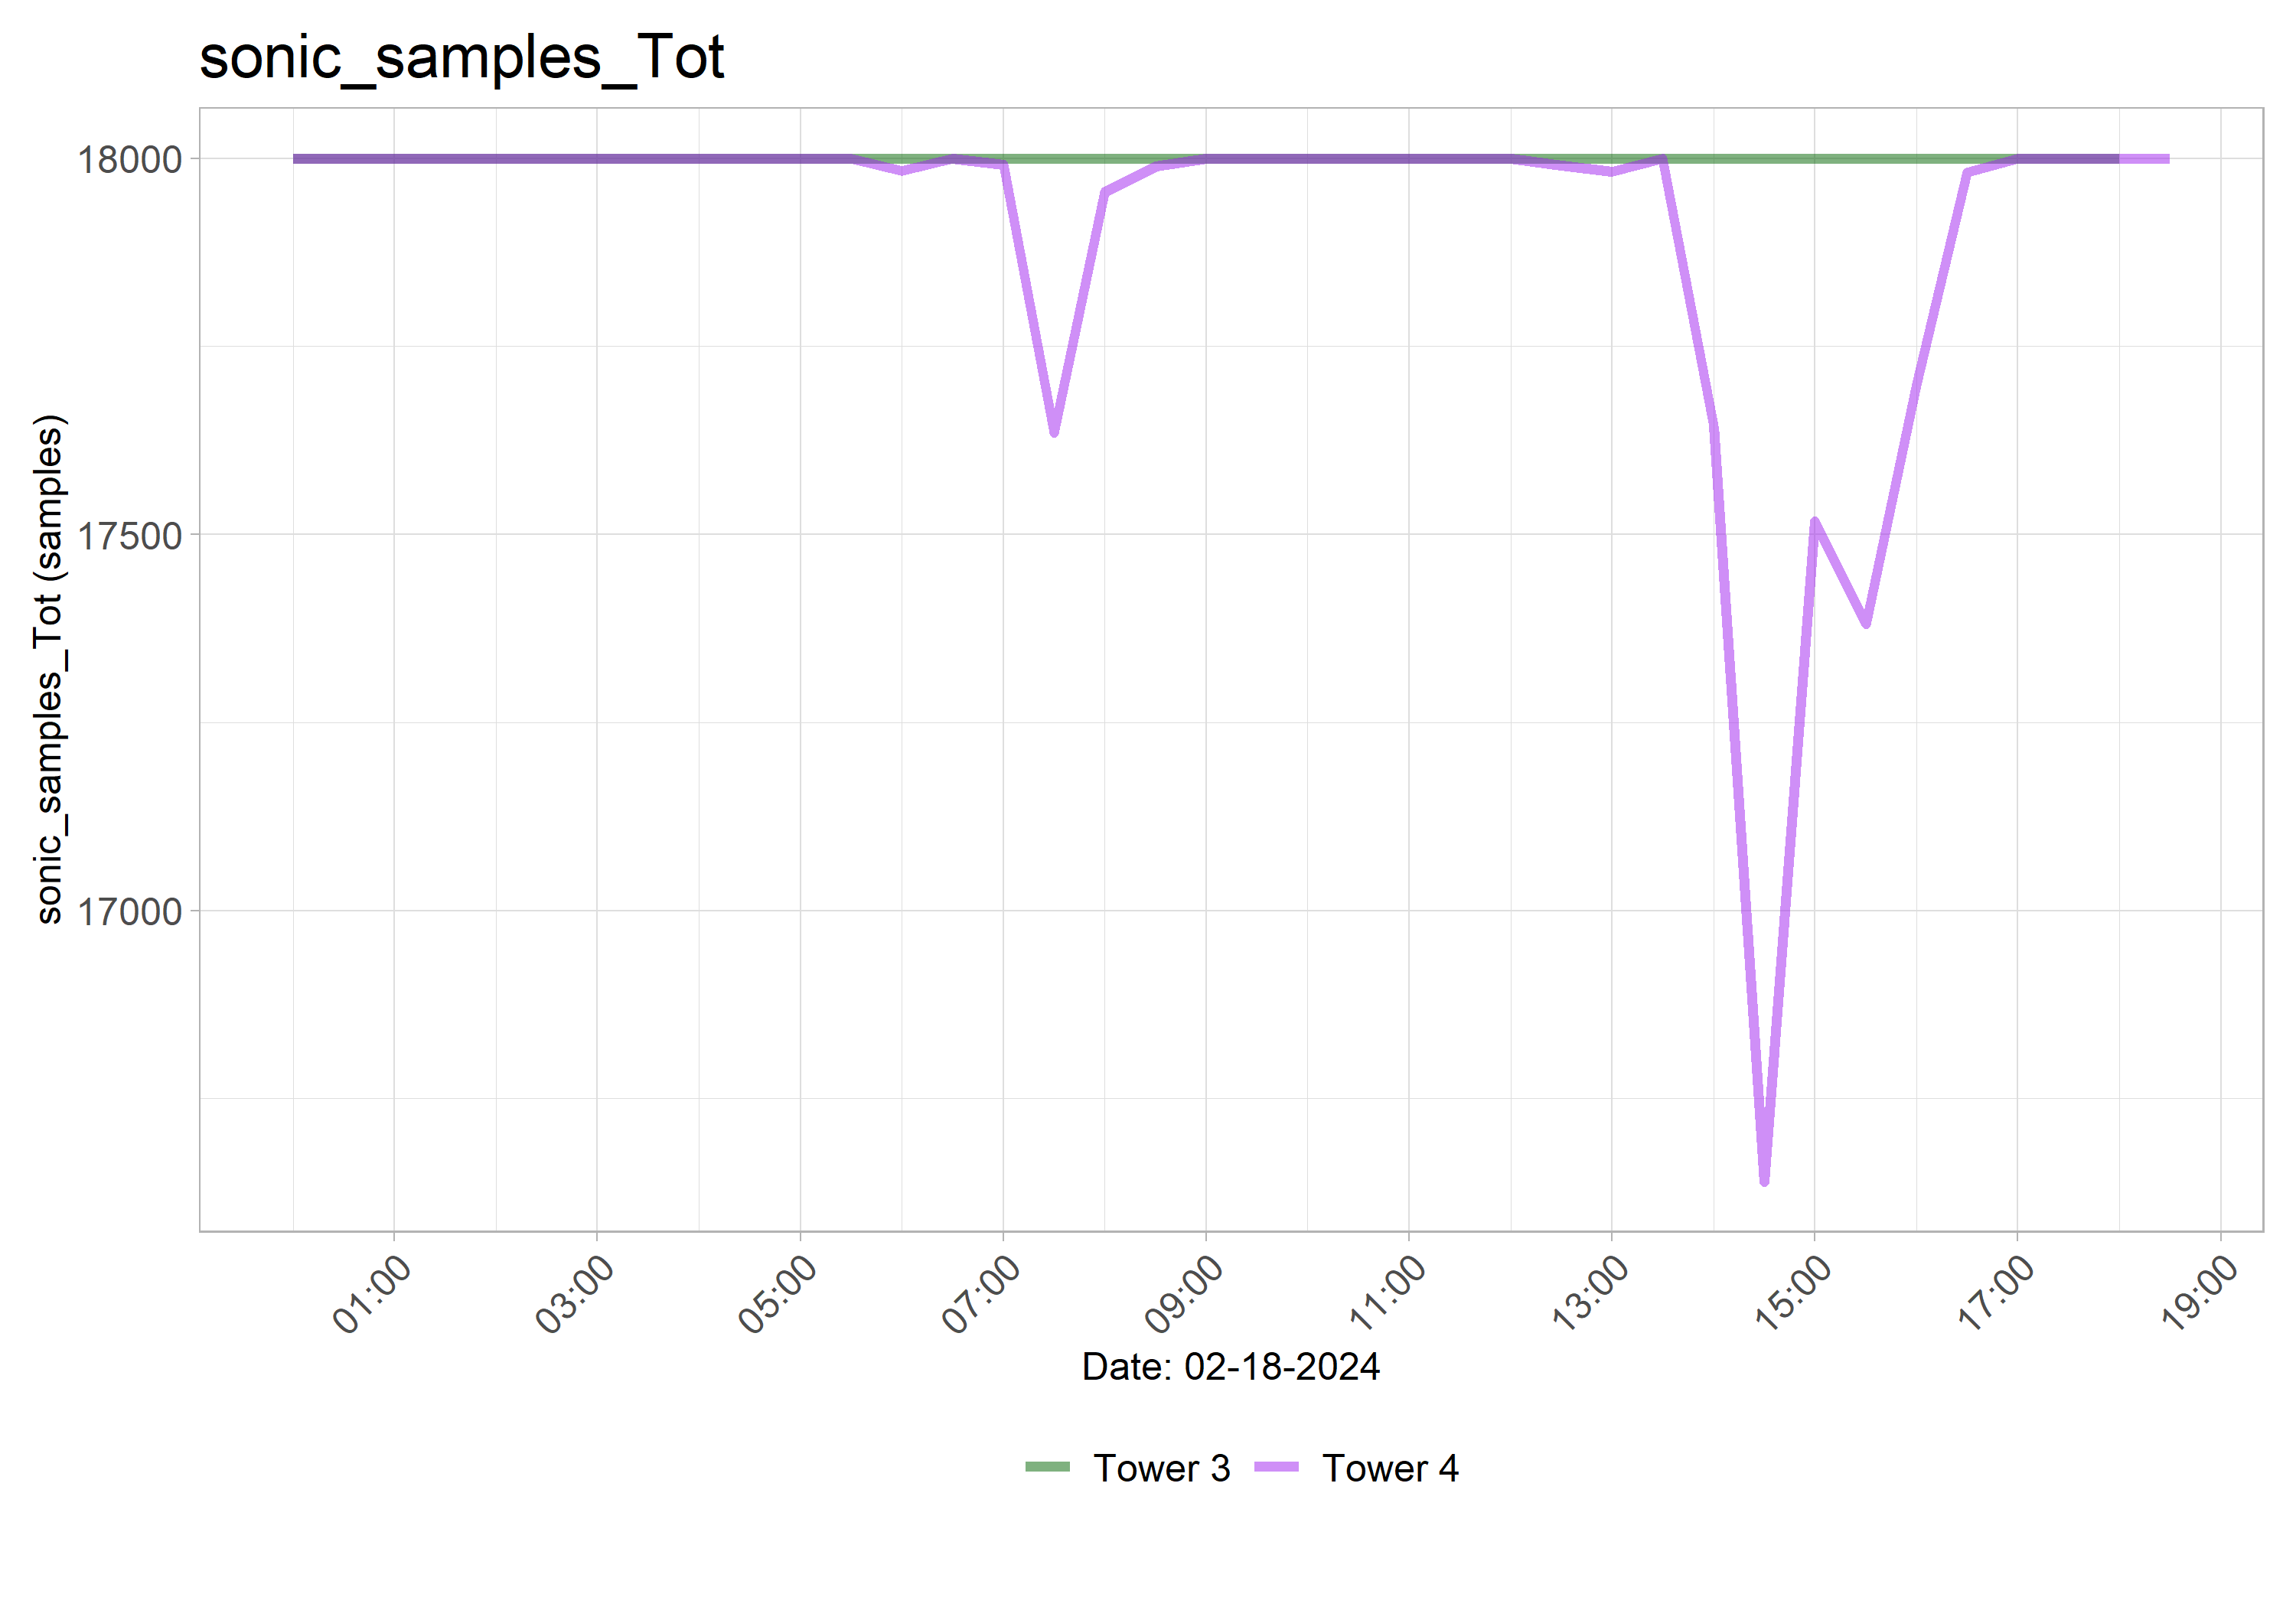 sonic_samples_Tot
sonic_samples_Tot (samples)
18000
17500
17000
01:00
03:00
05:00
07:00
09:00
11:00
13:00
15:00
17:00
19:00
Date: 02-18-2024
Tower 3
Tower 4